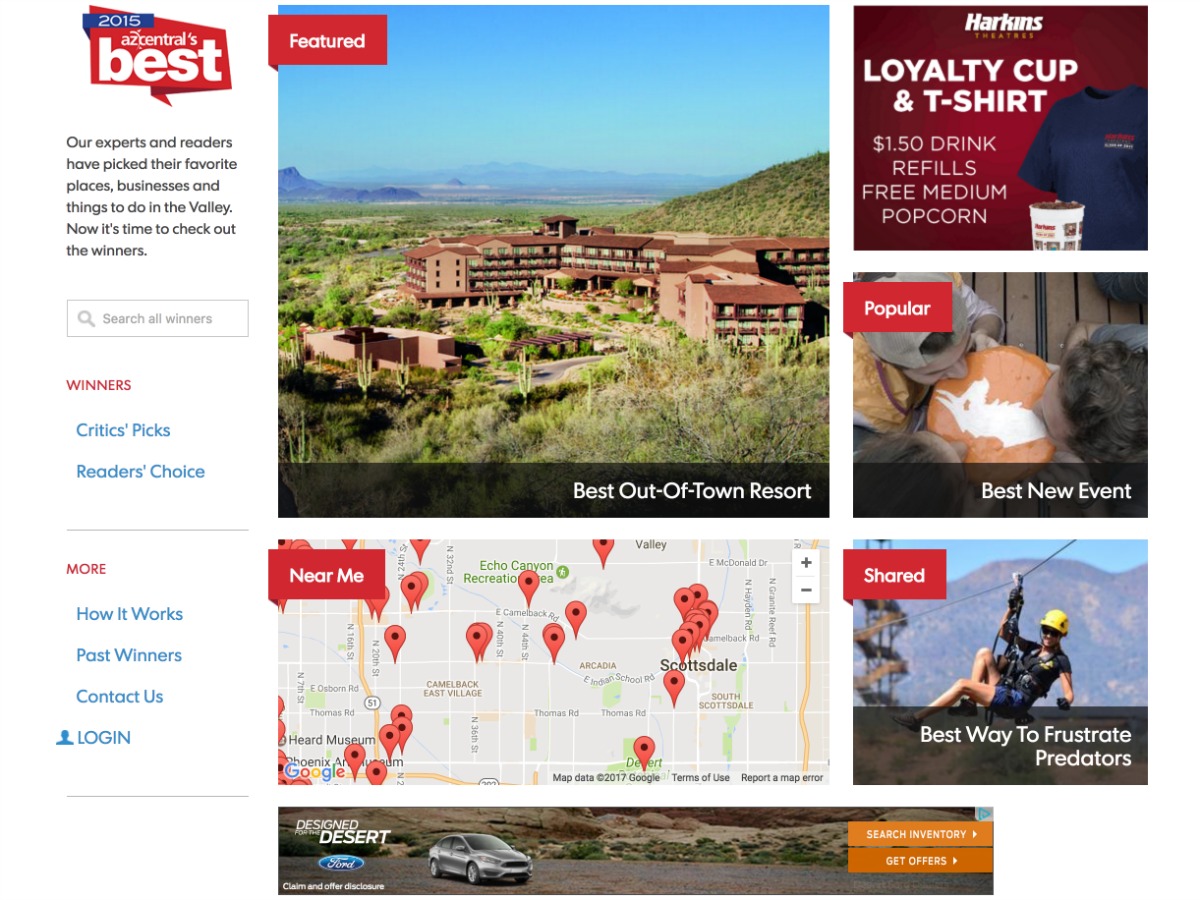 2015
azcentral's
best
Our experts and readers
have picked their favorite
places, businesses and
things to do in the Valley.
Now it's time to check out
the winners.
Search all winners
WINNERS
Critics' Picks
Readers' Choice
MORE
How It Works
Past Winners
Contact Us
LOGIN
Featured
Best Out-Of-Town Resort
Harkins
THEATRES
LOYALTY CUP
& T-SHIRT
$1.50 DRINK
REFILLS
FREE MEDIUM
POPCORN
Harkins
Popular
Best New Event
Near Me
Valley
Echo Canyon
Recreation Area
E McDonald Dr
N 24th St
N 32nd St
N Hayden Rd
N Granite Reef Rd
E Camelback Rd
Camelback Rd
N 16th St
N 20th St
N 40th St
N 44th St
ARCADIA
Scottsdale
E Indian School Rd
N 7th St
E Osborn Rd
CAMELBACK
EAST VILLAGE
SOUTH
SCOTTSDALE
51
Thomas Rd
Thomas Rd
Thomas Rd
N 36th St
Heard Museum
Phoenix Art Museum
Desert
202
Google
Map data ©2017 Google
Terms of Use
Report a map error
+
−
Shared
Best Way To Frustrate
Predators
DESIGNED
FOR THE
DESERT
Ford
Claim and offer disclosure
SEARCH INVENTORY
GET OFFERS